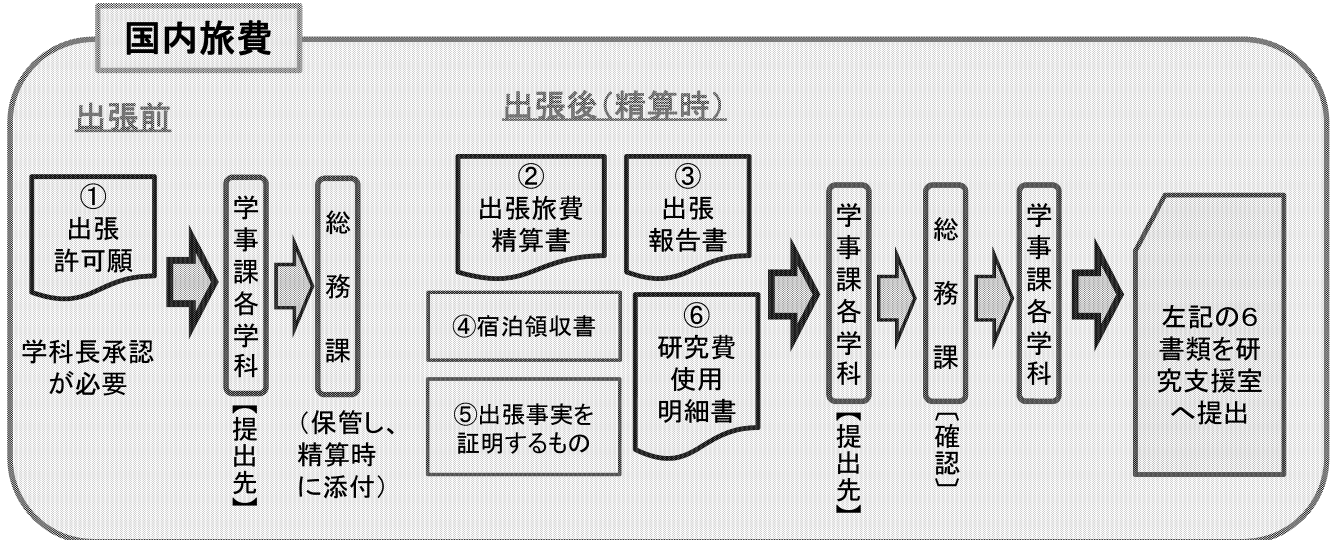 国内旅費
出張前
①
出張
許可願
学科長承認
が必要
学事課各学科
【提出先】
総務課
（保管し、
精算時
に添付）
出張後（精算時）
②
出張旅費
精算書
③
出張
報告書
④宿泊領収書
⑤出張事実を
証明するもの
⑥
研究費
使用
明細書
学事課各学科
【提出先】
総務課
〔確認〕
学事課各学科
左記の６
書類を研
究支援室
へ提出